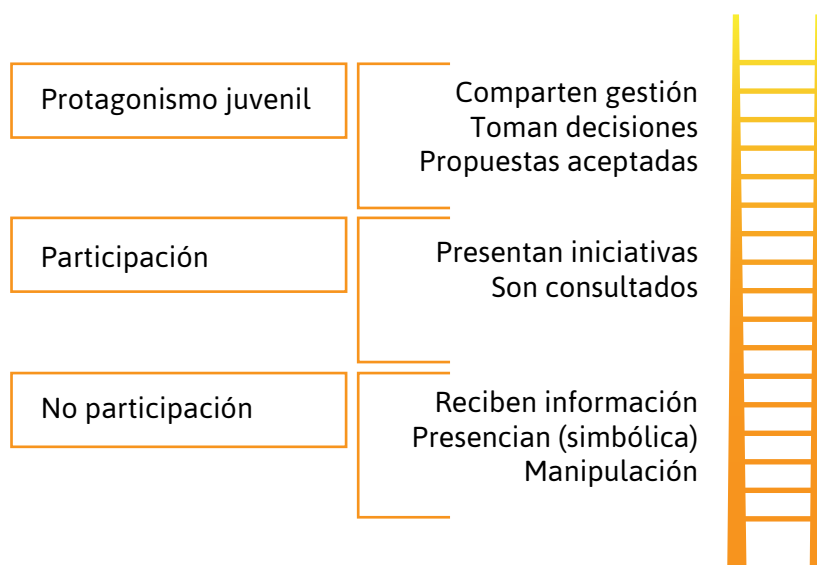 Protagonismo juvenil
Comparten gestión
Toman decisiones
Propuestas aceptadas
Participación
Presentan iniciativas
Son consultados
No participación
Reciben información
Presencian (simbólica)
Manipulación